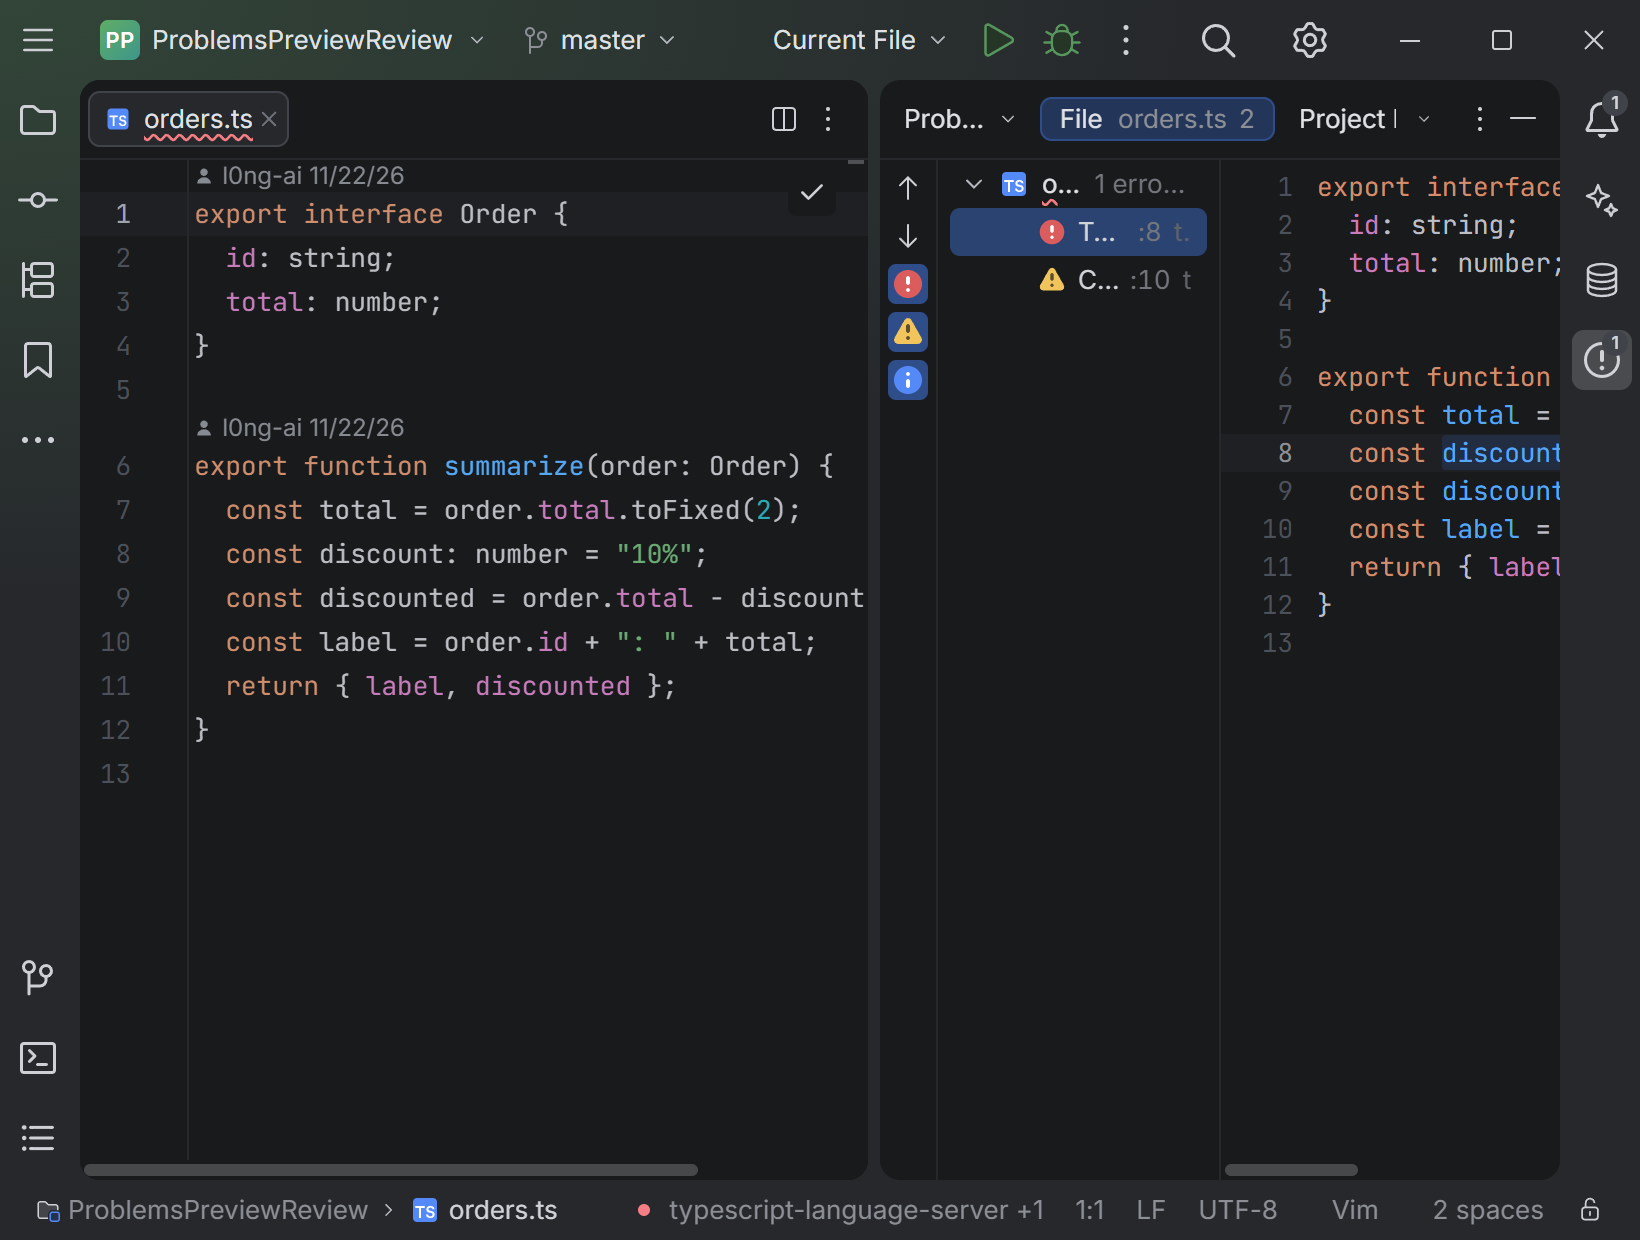 PP ProblemsPreviewReview master Current File
TS orders.ts
l0ng-ai 11/22/26
1 export interface Order {
2 id: string;
3 total: number;
4 }
5
l0ng-ai 11/22/26
6 export function summarize(order: Order) {
7 const total = order.total.toFixed(2);
8 const discount: number = "10%";
9 const discounted = order.total - discount
10 const label = order.id + ": " + total;
11 return { label, discounted };
12 }
13
Prob... File orders.ts 2 Project
TS o... 1 erro...
T... :8 t.
C... :10 t
1 export interface
2 id: string;
3 total: number;
4 }
5
6 export function
7 const total =
8 const discount
9 const discount
10 const label =
11 return { label
12 }
13
1
1
ProblemsPreviewReview > TS orders.ts typescript-language-server +1 1:1 LF UTF-8 Vim 2 spaces